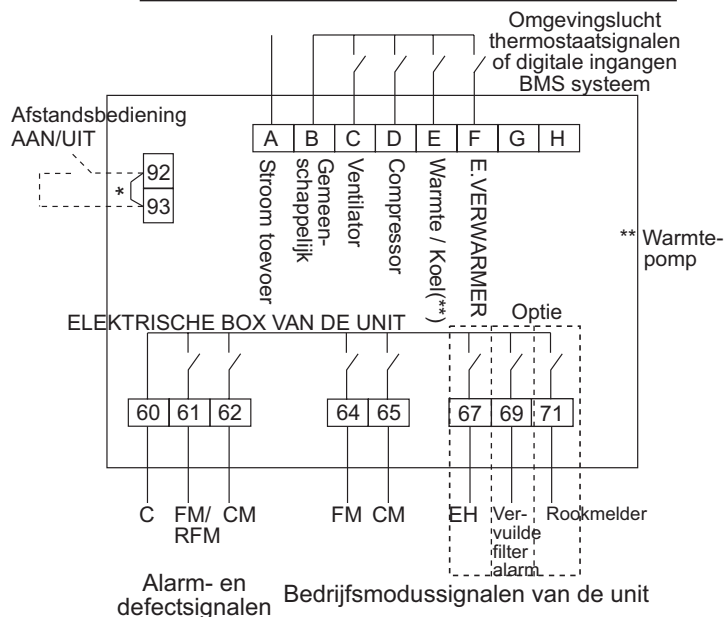 Omgevingslucht
thermostaatsignalen
of digitale ingangen
BMS systeem
Afstandsbediening
AAN/UIT
A B C D E F G H
92
*
93
Stroom toevoer
Gemeen-
schappelijk
Ventilator
Compressor
Warmte / Koel(**)
E.VERWARMER
** Warmte-
pomp
ELEKTRISCHE BOX VAN DE UNIT
Optie
60 61 62 64 65 67 69 71
C FM/ CM FM CM EH Ver- Rookmelder
RFM vuilde
filter
alarm
Alarm- en
defectsignalen
Bedrijfsmodussignalen van de unit